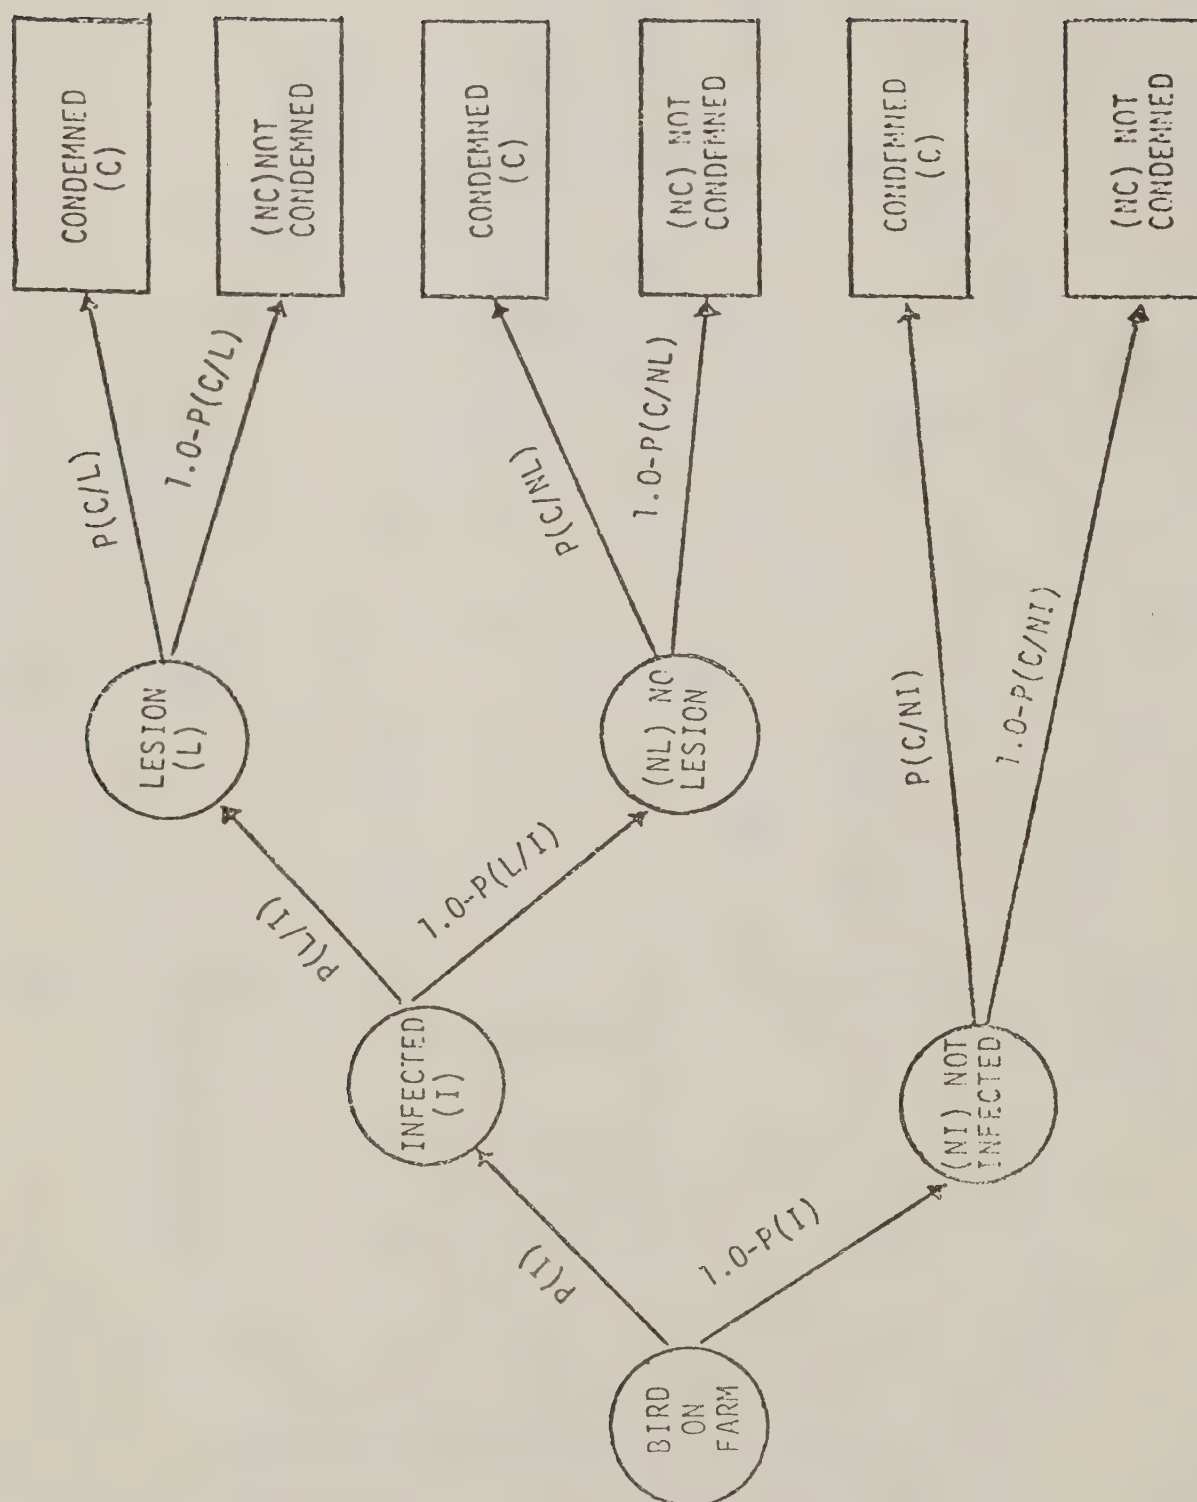 BIRD
ON
FARM
P(I)
1.0-P(I)
INFECTED
(I)
(NI) NOT
INFECTED
P(L/I)
1.0-P(L/I)
LESION
(L)
(NL) NO
LESION
P(C/L)
1.0-P(C/L)
P(C/NL)
1.0-P(C/NL)
P(C/NI)
1.0-P(C/NI)
CONDEMNED
(C)
(NC)NOT
CONDEMNED
CONDEMNED
(C)
(NC) NOT
CONDEMNED
CONDEMNED
(C)
(NC) NOT
CONDEMNED